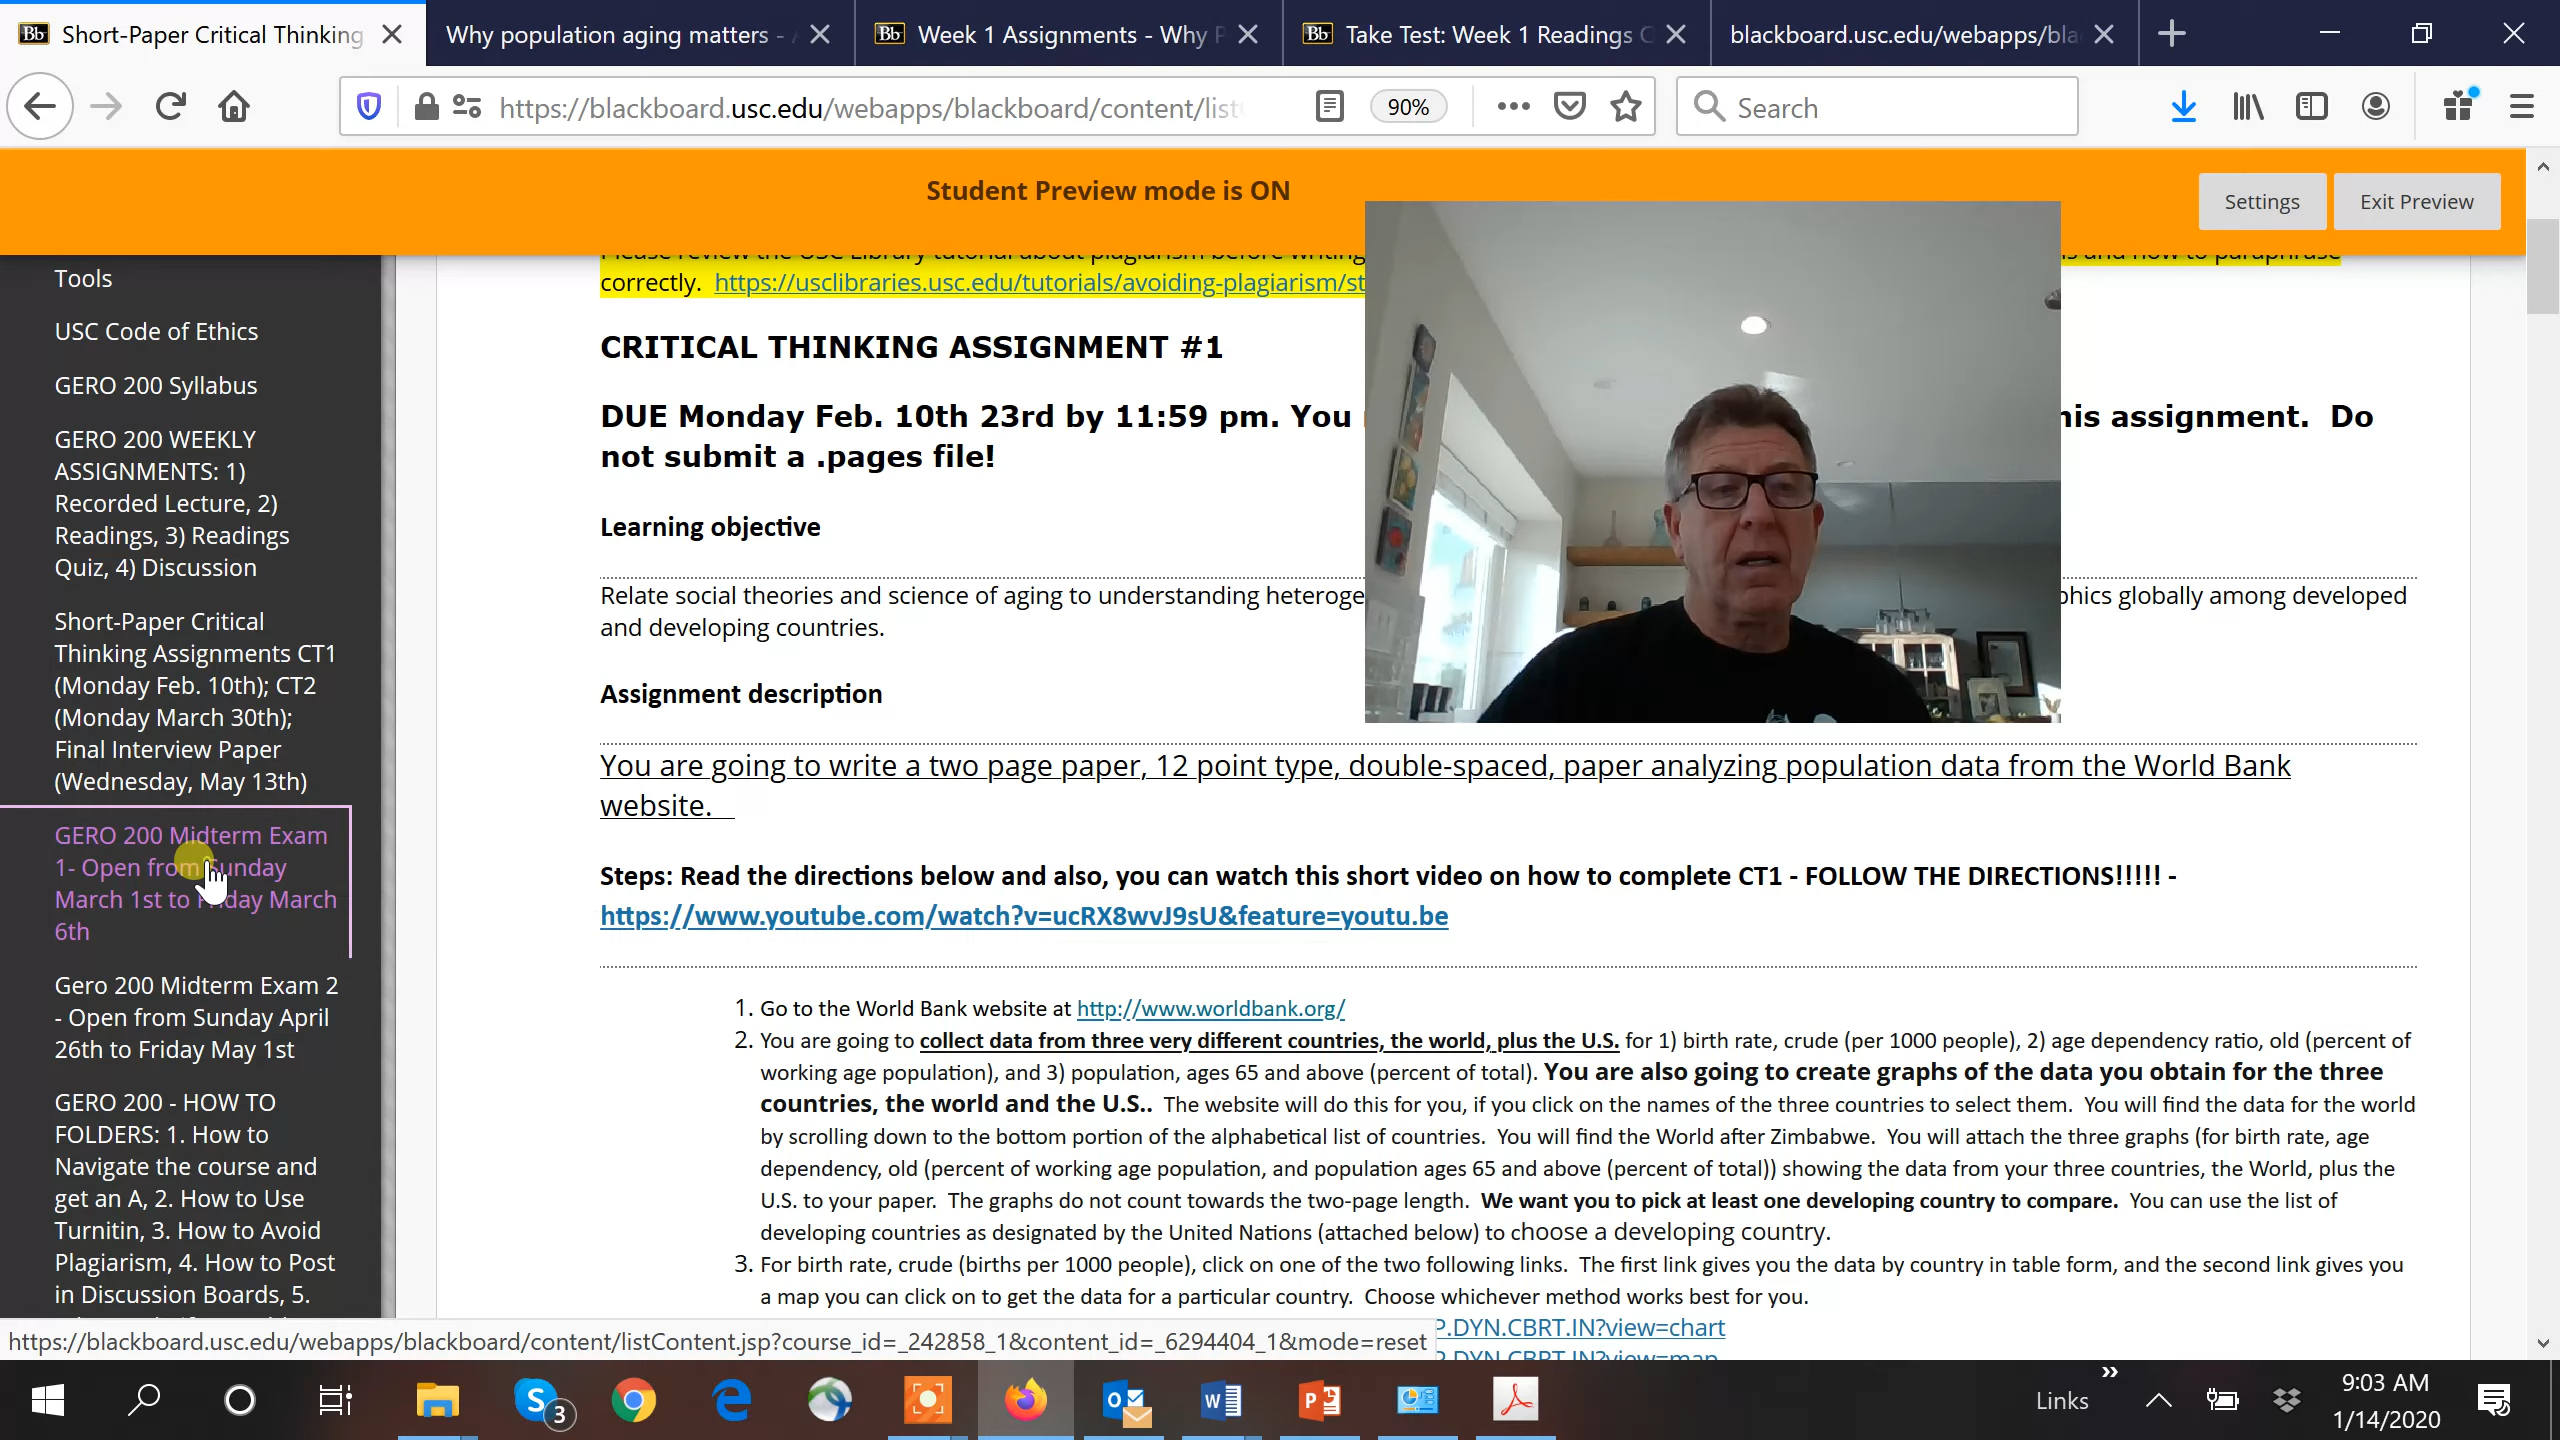 Short-Paper Critical Thinking
Why population aging matters -
Week 1 Assignments - Why P
Take Test: Week 1 Readings
blackboard.usc.edu/webapps/bla
https://blackboard.usc.edu/webapps/blackboard/content/list
90%
Search
Student Preview mode is ON
Settings
Exit Preview
correctly. https://usclibraries.usc.edu/tutorials/avoiding-plagiarism/st
Tools
USC Code of Ethics
GERO 200 Syllabus
GERO 200 WEEKLY
ASSIGNMENTS: 1)
Recorded Lecture, 2)
Readings, 3) Readings
Quiz, 4) Discussion
Short-Paper Critical
Thinking Assignments CT1
(Monday Feb. 10th); CT2
(Monday March 30th);
Final Interview Paper
(Wednesday, May 13th)
GERO 200 Midterm Exam
1- Open from Sunday
March 1st to Friday March
6th
Gero 200 Midterm Exam 2
- Open from Sunday April
26th to Friday May 1st
GERO 200 - HOW TO
FOLDERS: 1. How to
Navigate the course and
get an A, 2. How to Use
Turnitin, 3. How to Avoid
Plagiarism, 4. How to Post
in Discussion Boards, 5.
CRITICAL THINKING ASSIGNMENT #1
DUE Monday Feb. 10th 23rd by 11:59 pm. You his assignment. Do
not submit a .pages file!
Learning objective
Relate social theories and science of aging to understanding heteroge phics globally among developed
and developing countries.
Assignment description
You are going to write a two page paper, 12 point type, double-spaced, paper analyzing population data from the World Bank
website.
Steps: Read the directions below and also, you can watch this short video on how to complete CT1 - FOLLOW THE DIRECTIONS!!!!! -
https://www.youtube.com/watch?v=ucRX8wvJ9sU&feature=youtu.be
1. Go to the World Bank website at http://www.worldbank.org/
2. You are going to collect data from three very different countries, the world, plus the U.S. for 1) birth rate, crude (per 1000 people), 2) age dependency ratio, old (percent of
working age population), and 3) population, ages 65 and above (percent of total). You are also going to create graphs of the data you obtain for the three
countries, the world and the U.S.. The website will do this for you, if you click on the names of the three countries to select them. You will find the data for the world
by scrolling down to the bottom portion of the alphabetical list of countries. You will find the World after Zimbabwe. You will attach the three graphs (for birth rate, age
dependency, old (percent of working age population, and population ages 65 and above (percent of total)) showing the data from your three countries, the World, plus the
U.S. to your paper. The graphs do not count towards the two-page length. We want you to pick at least one developing country to compare. You can use the list of
developing countries as designated by the United Nations (attached below) to choose a developing country.
3. For birth rate, crude (births per 1000 people), click on one of the two following links. The first link gives you the data by country in table form, and the second link gives you
a map you can click on to get the data for a particular country. Choose whichever method works best for you.
P.DYN.CBRT.IN?view=chart
https://blackboard.usc.edu/webapps/blackboard/content/listContent.jsp?course_id=_242858_1&content_id=_6294404_1&mode=reset
3
Links
9:03 AM
1/14/2020